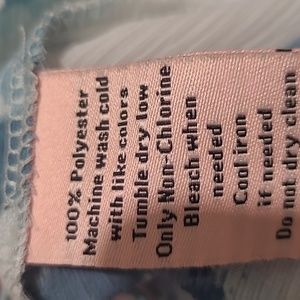 100% Polyester
Machine wash cold
with like colors
Tumble dry low
Only Non-Chlorine
Bleach when
needed
Cool iron
if needed
Do not dry clean